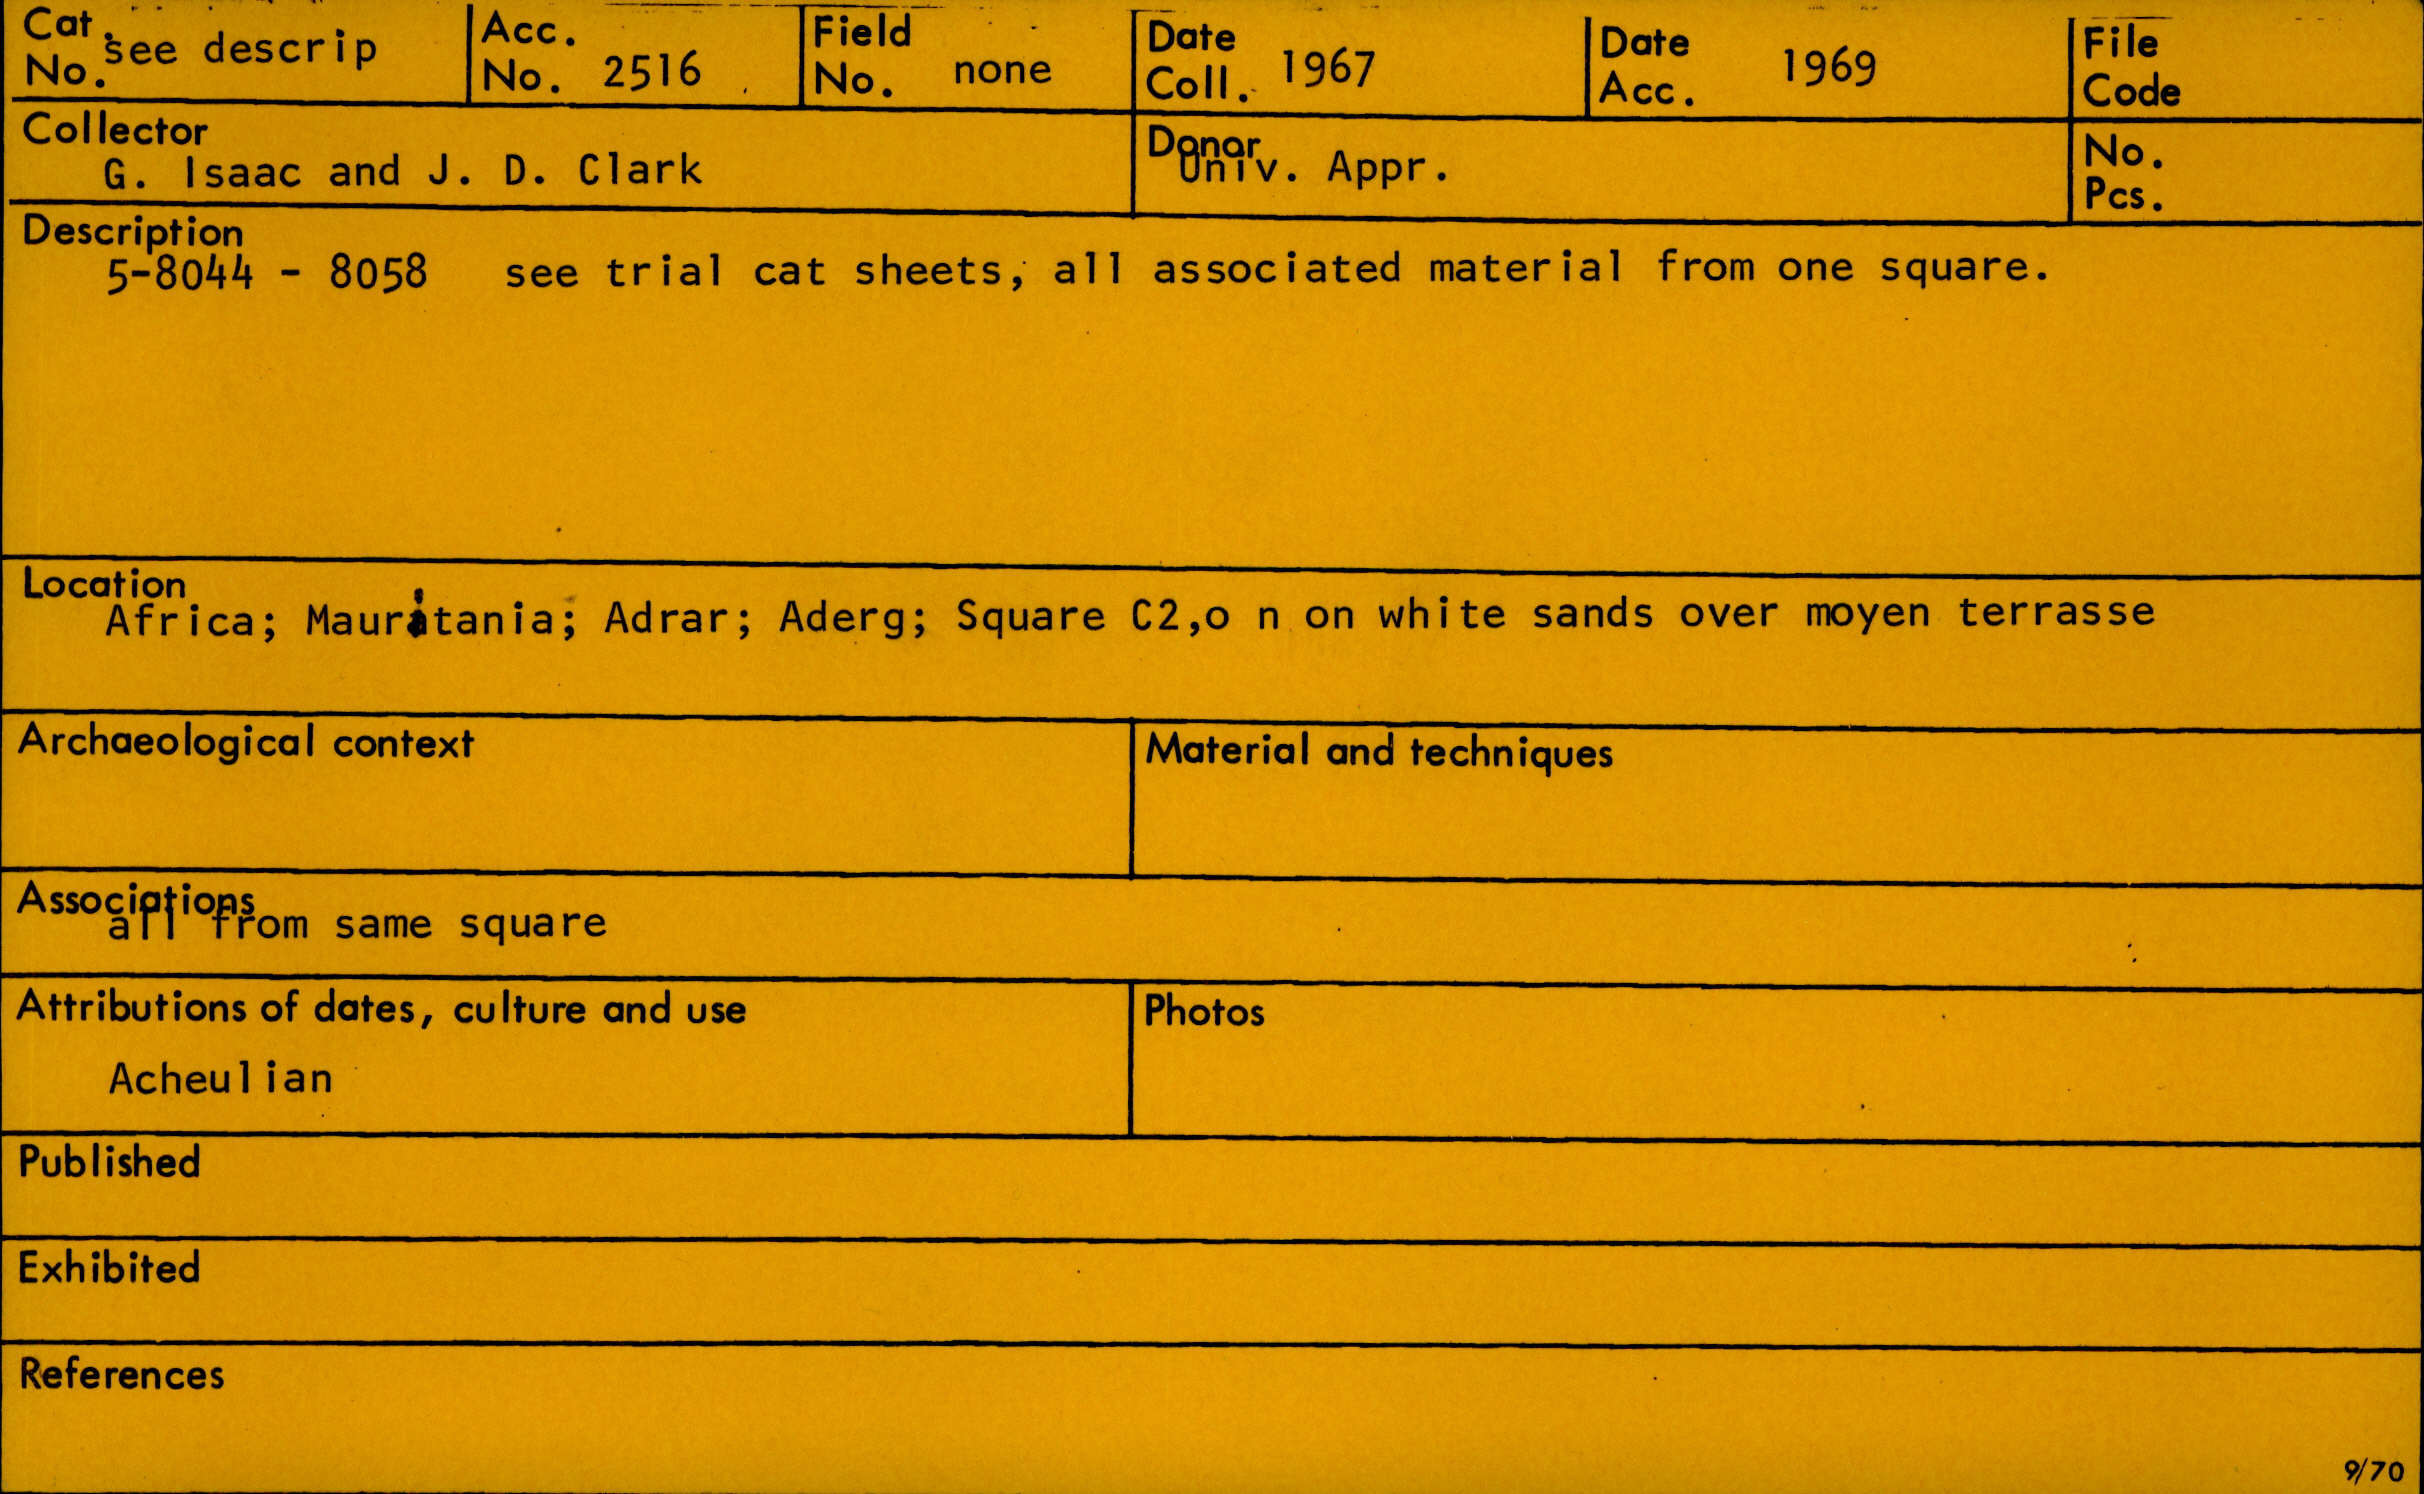 Cat. No. see descrip
Acc. No. 2516
Field No. none
Date Coll. 1967
Date Acc. 1969
File Code
Collector
G. Isaac and J. D. Clark
Donor
Univ. Appr.
No. Pcs.
Description
5-8044 - 8058 see trial cat sheets, all associated material from one square.
Location
Africa; Mauritania; Adrar; Aderg; Square C2,o n on white sands over moyen terrasse
Archaeological context
Material and techniques
Associations
all from same square
Attributions of dates, culture and use
Acheulian
Photos
Published
Exhibited
References
9/70